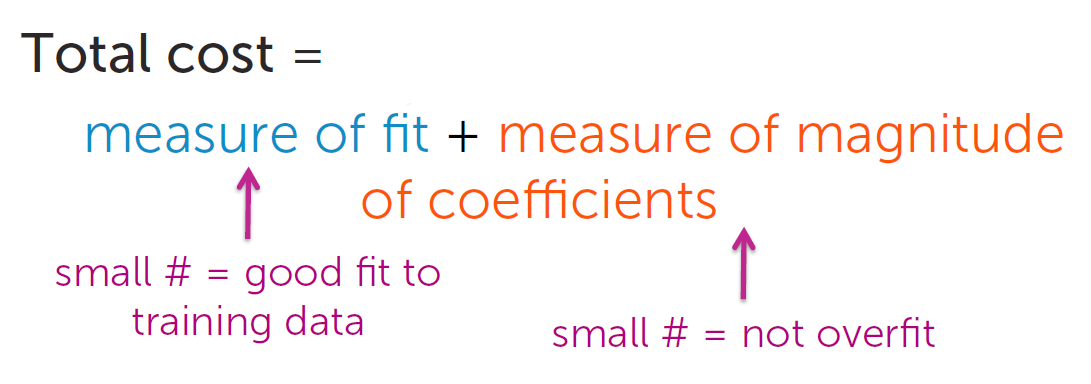 Total cost =
measure of fit + measure of magnitude
of coefficients
small # = good fit to
training data
small # = not overfit